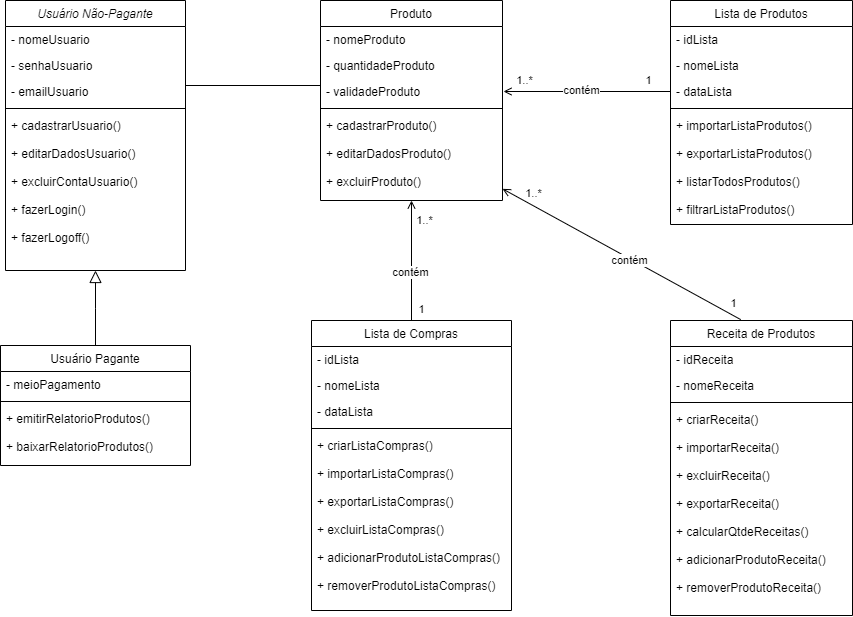 Usuário Não-Pagante
- nomeUsuario
- senhaUsuario
- emailUsuario
+ cadastrarUsuario()
+ editarDadosUsuario()
+ excluirContaUsuario()
+ fazerLogin()
+ fazerLogoff()
Produto
- nomeProduto
- quantidadeProduto
- validadeProduto
+ cadastrarProduto()
+ editarDadosProduto()
+ excluirProduto()
1..*
contém
1
Lista de Produtos
- idLista
- nomeLista
- dataLista
+ importarListaProdutos()
+ exportarListaProdutos()
+ listarTodosProdutos()
+ filtrarListaProdutos()
1..*
contém
1
1..*
contém
1
Usuário Pagante
- meioPagamento
+ emitirRelatorioProdutos()
+ baixarRelatorioProdutos()
Lista de Compras
- idLista
- nomeLista
- dataLista
+ criarListaCompras()
+ importarListaCompras()
+ exportarListaCompras()
+ excluirListaCompras()
+ adicionarProdutoListaCompras()
+ removerProdutoListaCompras()
Receita de Produtos
- idReceita
- nomeReceita
+ criarReceita()
+ importarReceita()
+ excluirReceita()
+ exportarReceita()
+ calcularQtdeReceitas()
+ adicionarProdutoReceita()
+ removerProdutoReceita()